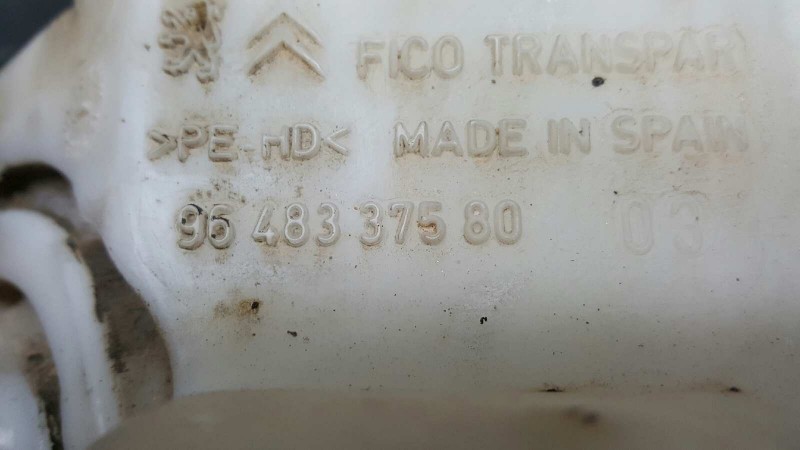 FICO TRANSPAR
>PE-HD< MADE IN SPAIN
96 483 375 80 03